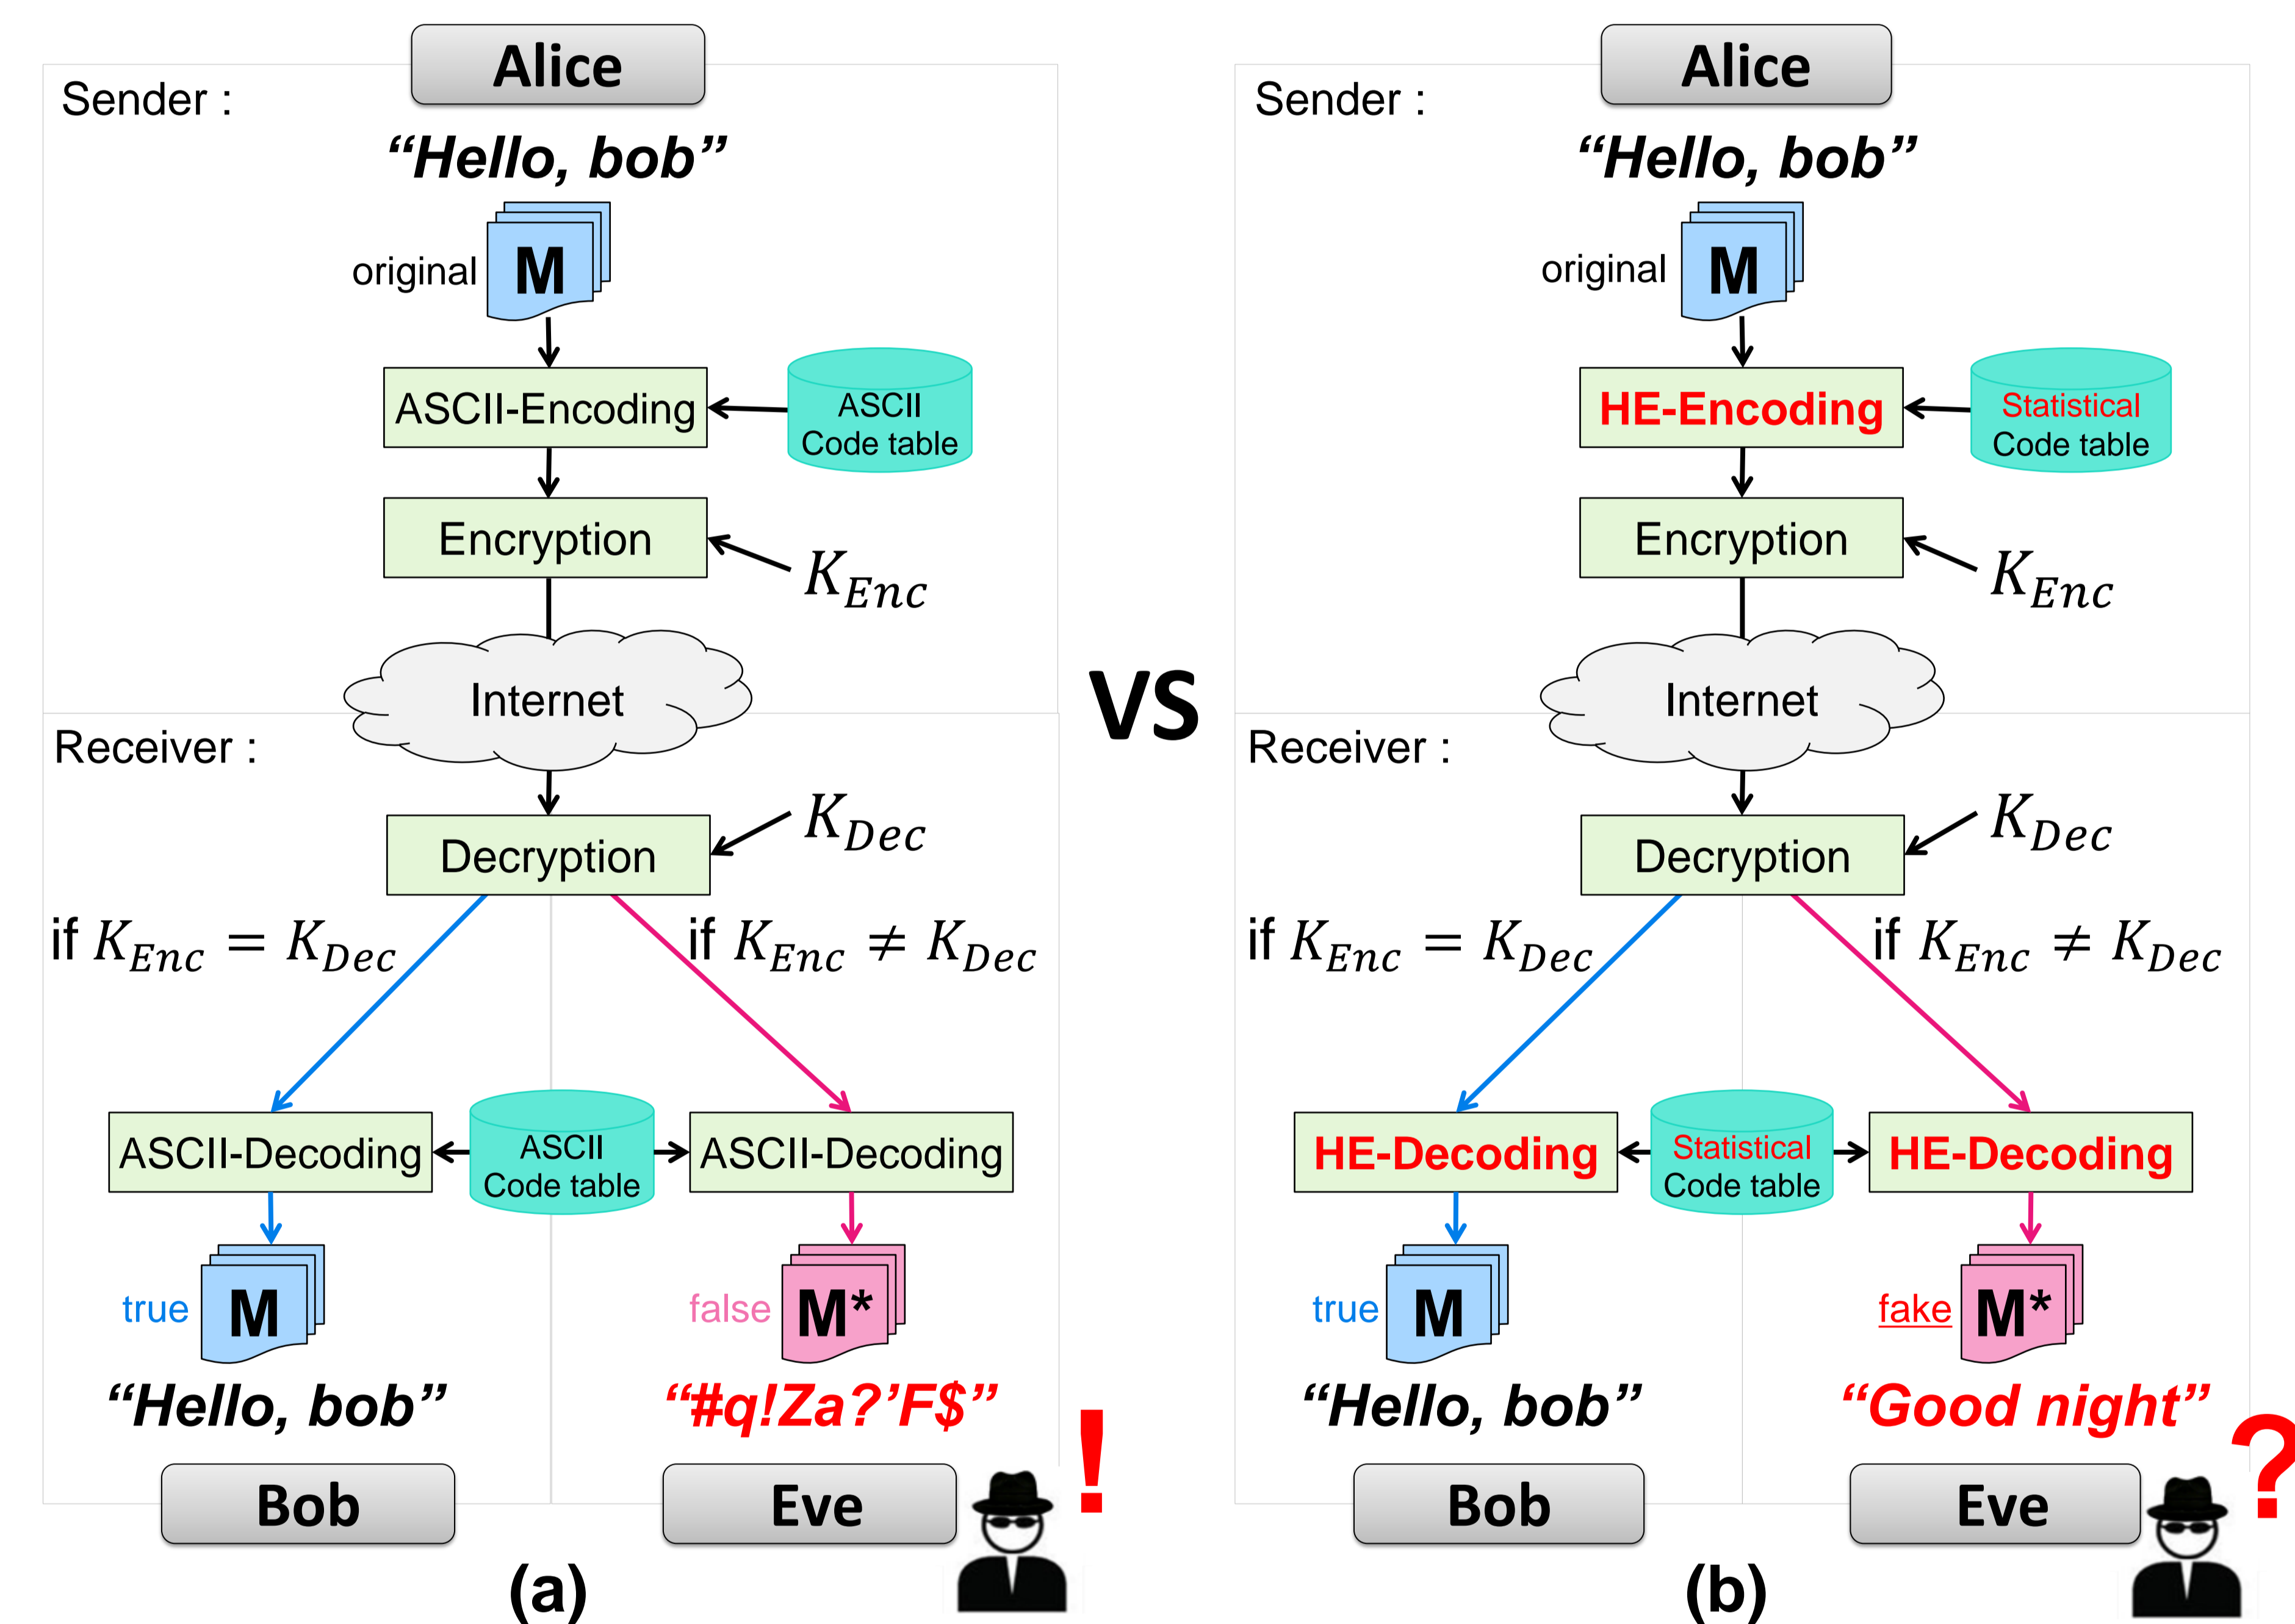 Alice
Sender :
“Hello, bob”
original
M
ASCII-Encoding
ASCII
Code table
Encryption
K_Enc
Internet
Receiver :
Decryption
K_Dec
if K_Enc = K_Dec
if K_Enc ≠ K_Dec
ASCII-Decoding
ASCII
Code table
ASCII-Decoding
true
M
false
M*
“Hello, bob”
“#q!Za?’F$”
!
Bob
Eve
(a)
VS
Alice
Sender :
“Hello, bob”
original
M
HE-Encoding
Statistical
Code table
Encryption
K_Enc
Internet
Receiver :
Decryption
K_Dec
if K_Enc = K_Dec
if K_Enc ≠ K_Dec
HE-Decoding
Statistical
Code table
HE-Decoding
true
M
fake
M*
“Hello, bob”
“Good night”
?
Bob
Eve
(b)